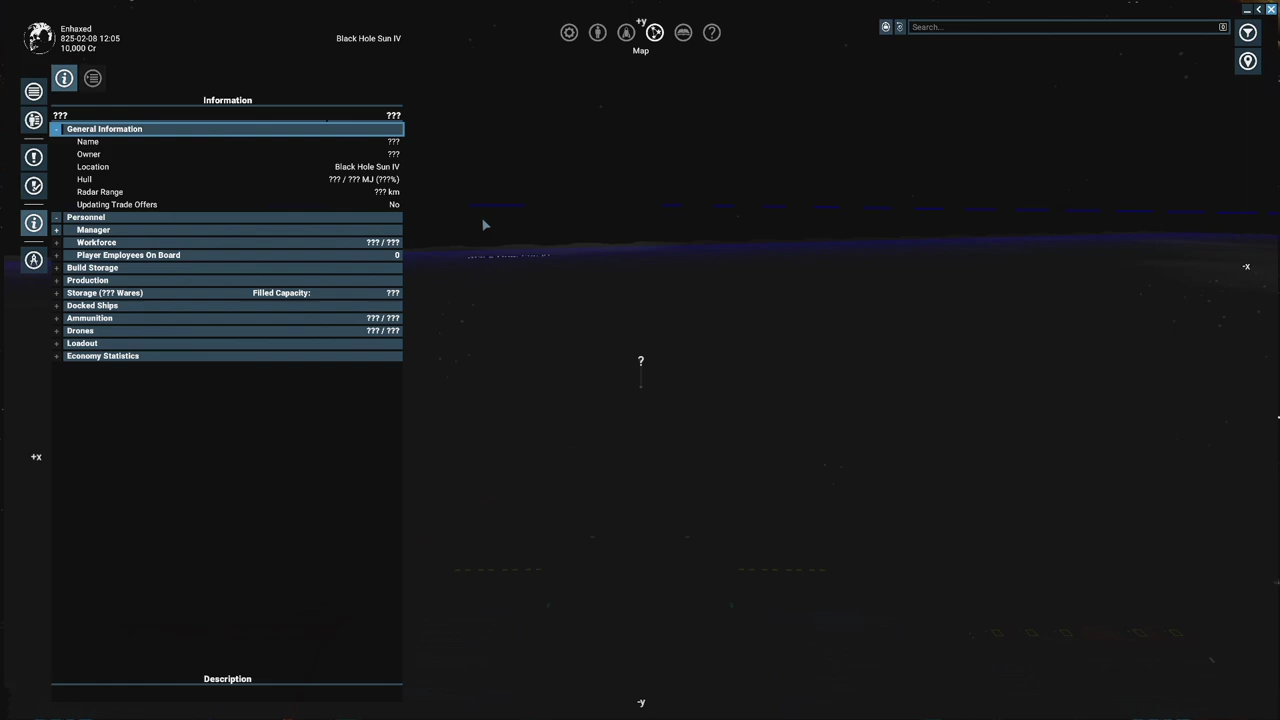 Enhaxed
825-02-08 12:05
10,000 Cr
Black Hole Sun IV
+y
Map
Search...
Information
??? ???
- General Information
Name ???
Owner ???
Location Black Hole Sun IV
Hull ??? / ??? MJ (???%)
Radar Range ??? km
Updating Trade Offers No
- Personnel
+ Manager
+ Workforce ??? / ???
+ Player Employees On Board 0
+ Build Storage
+ Production
+ Storage (??? Wares) Filled Capacity: ???
+ Docked Ships
+ Ammunition ??? / ???
+ Drones ??? / ???
+ Loadout
+ Economy Statistics
-x
?
+x
Description
-y